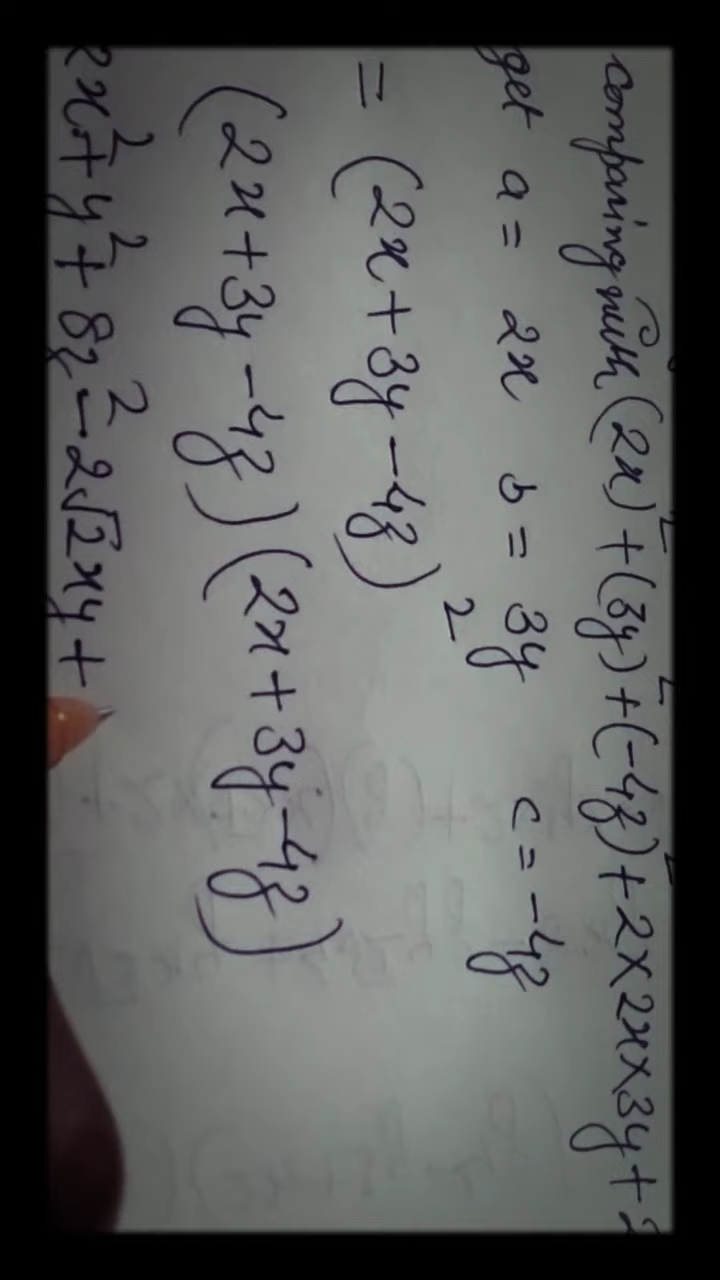 comparing with (2x)² + (3y)² + (-4z)² + 2 × 2x × 3y + 2
get a = 2x b = 3y c = -4z
= (2x + 3y - 4z)²
(2x + 3y - 4z) (2x + 3y - 4z)
2x² + y² + 8z² - 2√2xy +